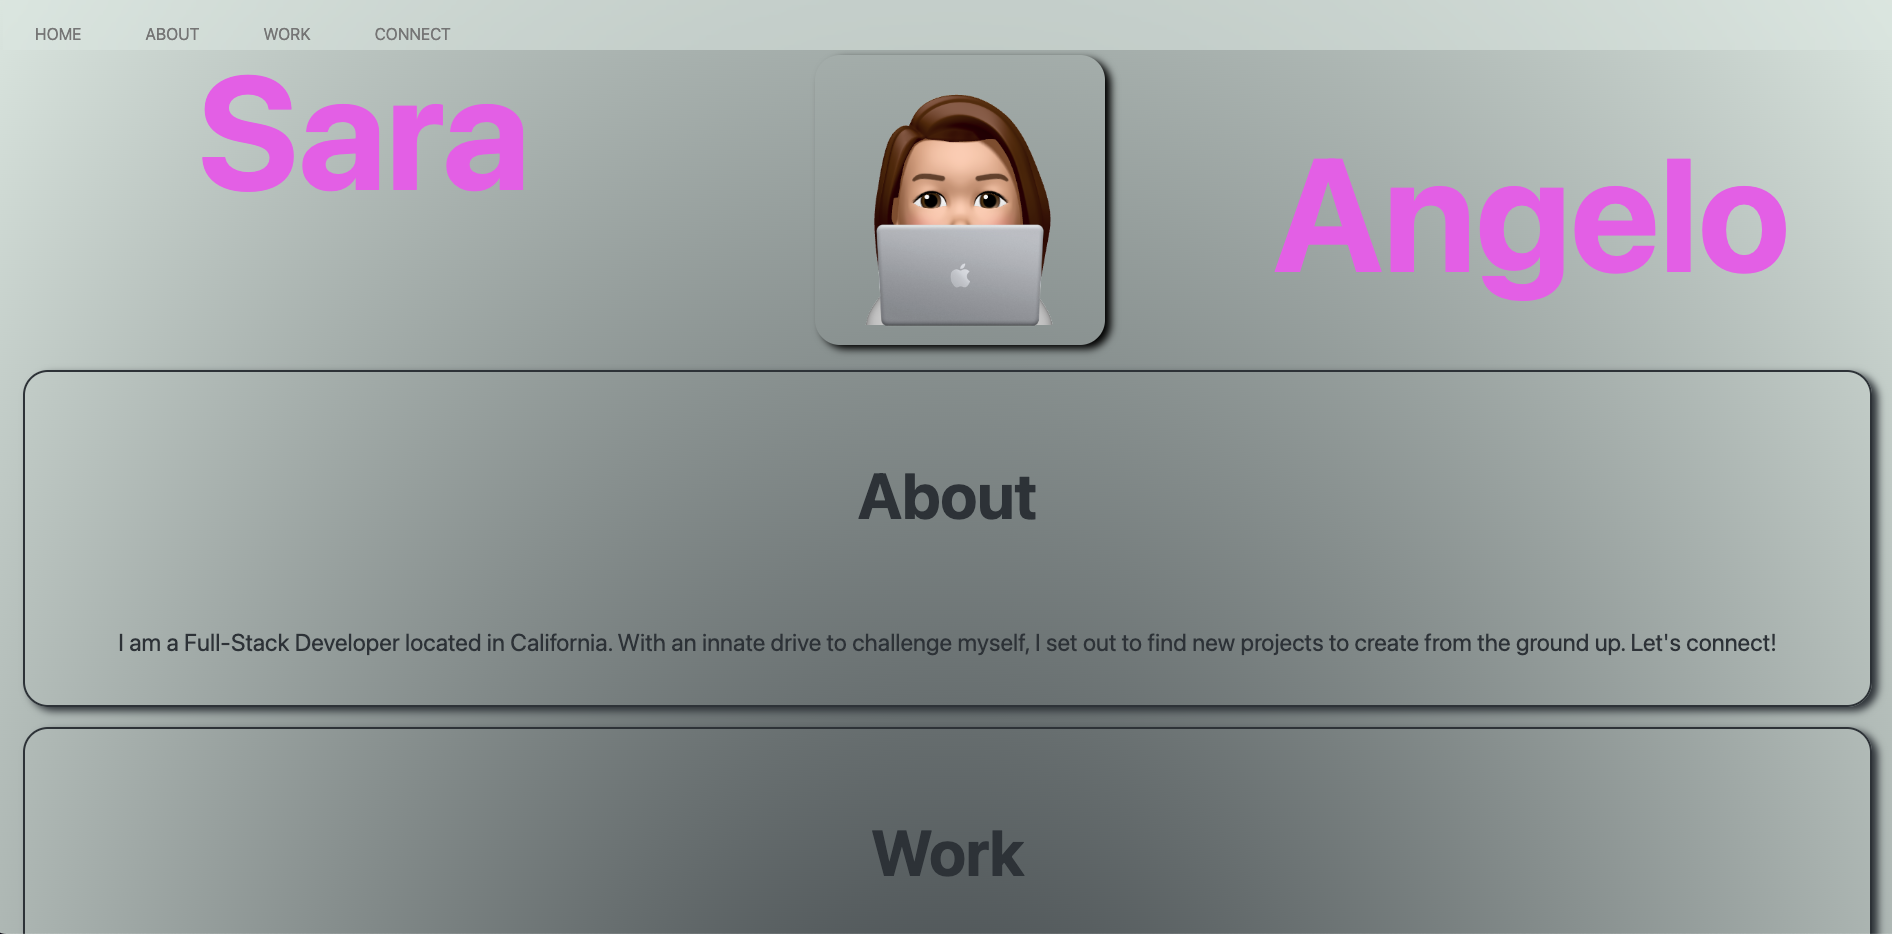 HOME ABOUT WORK CONNECT
Sara
Angelo
About
I am a Full-Stack Developer located in California. With an innate drive to challenge myself, I set out to find new projects to create from the ground up. Let's connect!
Work